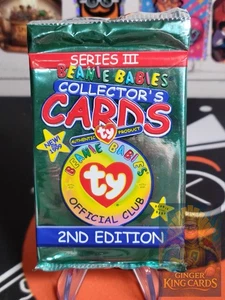 SERIES III
BEANIE BABIES
COLLECTOR'S
CARDS
ty
AUTHENTIC PRODUCT
BEANIE BABIES
ty
OFFICIAL CLUB
2ND EDITION
GINGER
KING CARDS